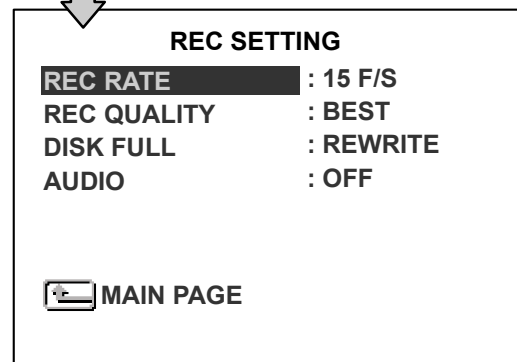 REC SETTING
REC RATE : 15 F/S
REC QUALITY : BEST
DISK FULL : REWRITE
AUDIO : OFF
MAIN PAGE